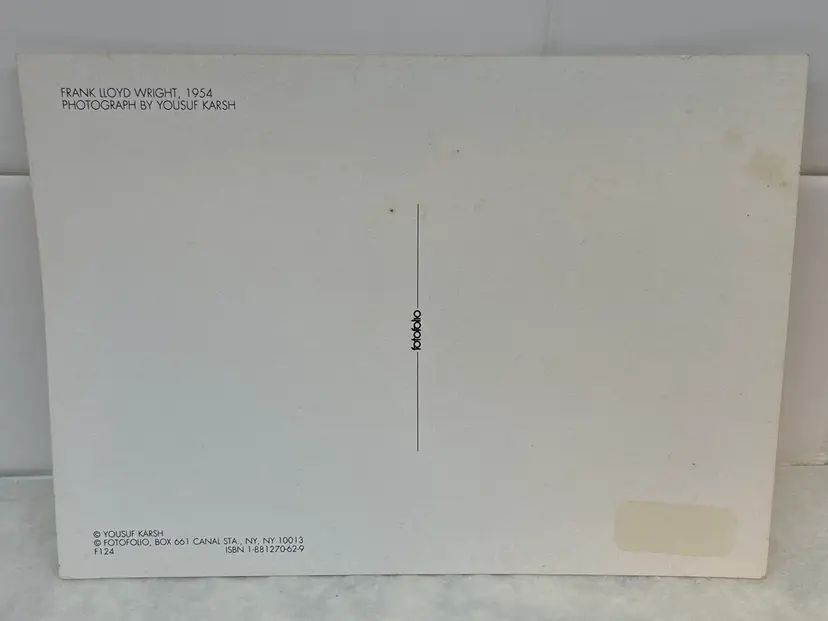 FRANK LLOYD WRIGHT, 1954
PHOTOGRAPH BY YOUSUF KARSH
fotofolio
© YOUSUF KARSH
© FOTOFOLIO, BOX 661 CANAL STA., NY, NY 10013
F124 ISBN 1-881270-62-9